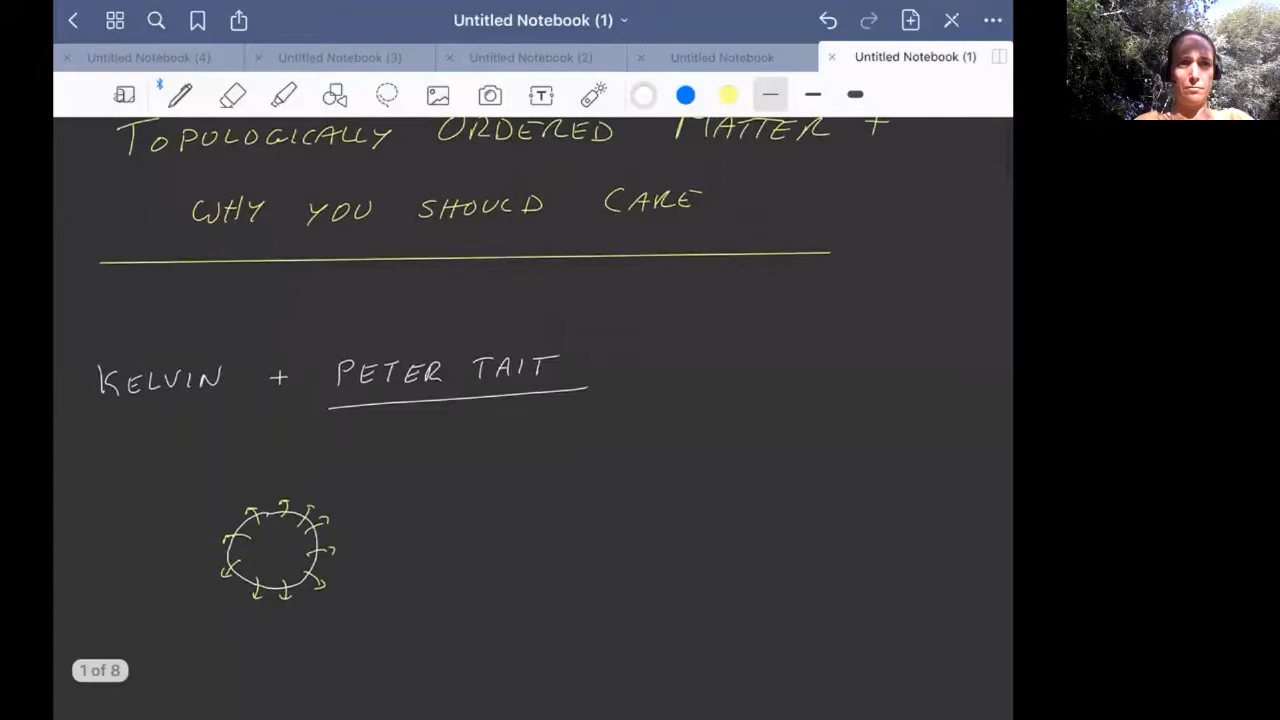 Untitled Notebook (1)
Untitled Notebook (4)
Untitled Notebook (3)
Untitled Notebook (2)
Untitled Notebook
Untitled Notebook (1)
TOPOLOGICALLY ORDERED MATTER +
WHY YOU SHOULD CARE
KELVIN + PETER TAIT
1 of 8